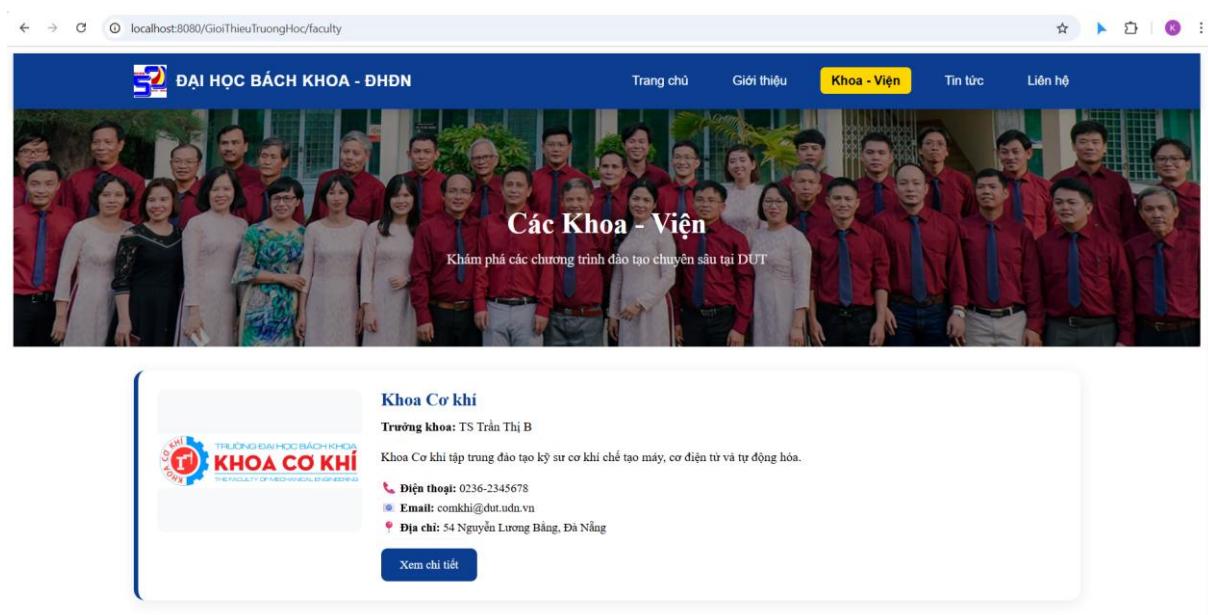 localhost:8080/GioiThieuTruongHoc/faculty
K
ĐẠI HỌC BÁCH KHOA - ĐHĐN
Trang chủ
Giới thiệu
Khoa - Viện
Tin tức
Liên hệ
Các Khoa - Viện
Khám phá các chương trình đào tạo chuyên sâu tại DUT
KHOA CƠ KHÍ
TRƯỜNG ĐẠI HỌC BÁCH KHOA
KHOA CƠ KHÍ
THE FACULTY OF MECHANICAL ENGINEERING
Khoa Cơ khí
Trưởng khoa: TS Trần Thị B
Khoa Cơ khí tập trung đào tạo kỹ sư cơ khí chế tạo máy, cơ điện tử và tự động hóa.
Điện thoại: 0236-2345678
Email: comkhi@dut.udn.vn
Địa chỉ: 54 Nguyễn Lương Bằng, Đà Nẵng
Xem chi tiết